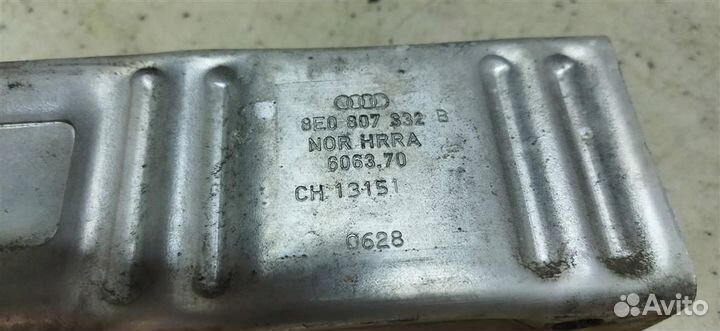 8E0 807 332 B
NOR HRRA
6063.70
CH 13151
0628
Avito